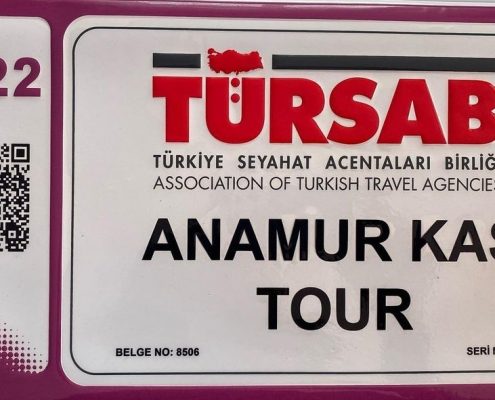 22
TÜRSAB
TÜRKİYE SEYAHAT ACENTALARI BİRLİĞ
ASSOCIATION OF TURKISH TRAVEL AGENCIES
ANAMUR KAS
TOUR
BELGE NO: 8506
SERİ N